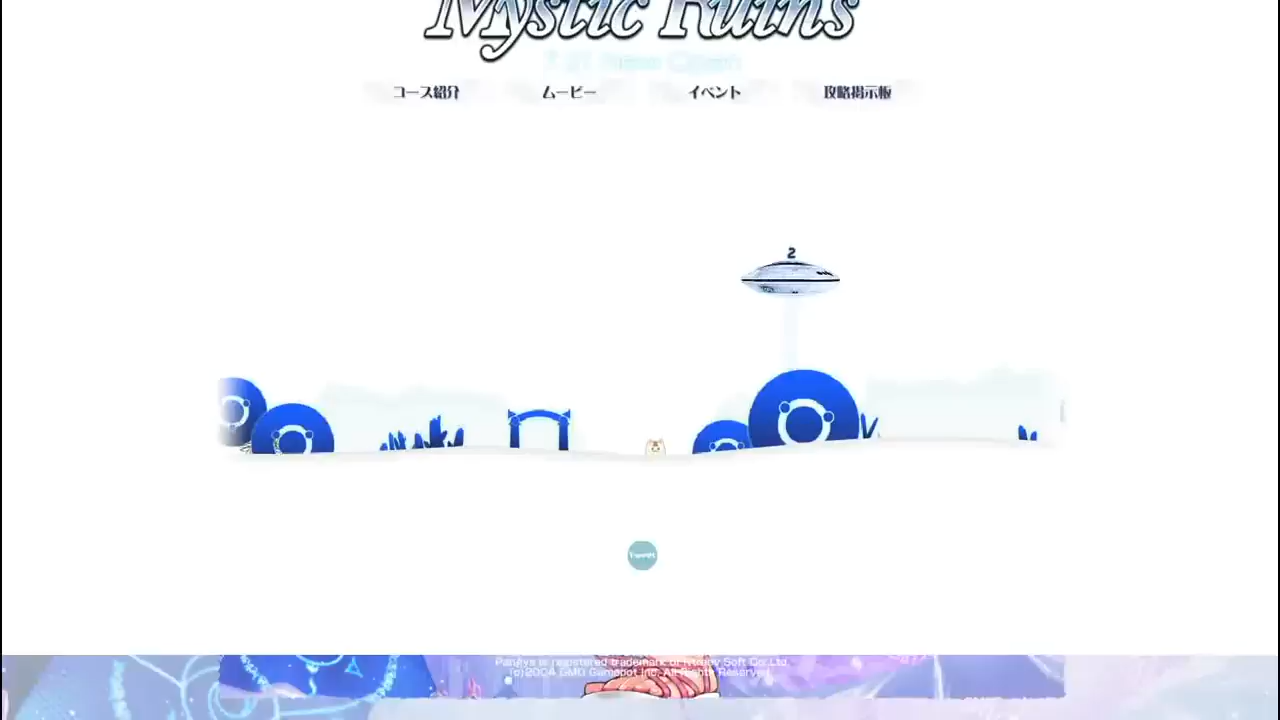 Mystic Ruins
コース紹介
ムービー
イベント
攻略掲示板
2
Pangya is registered trademark of Ntreev Soft Co.Ltd.
(c)2004 GMO Gamepot Inc. All Rights Reserved.